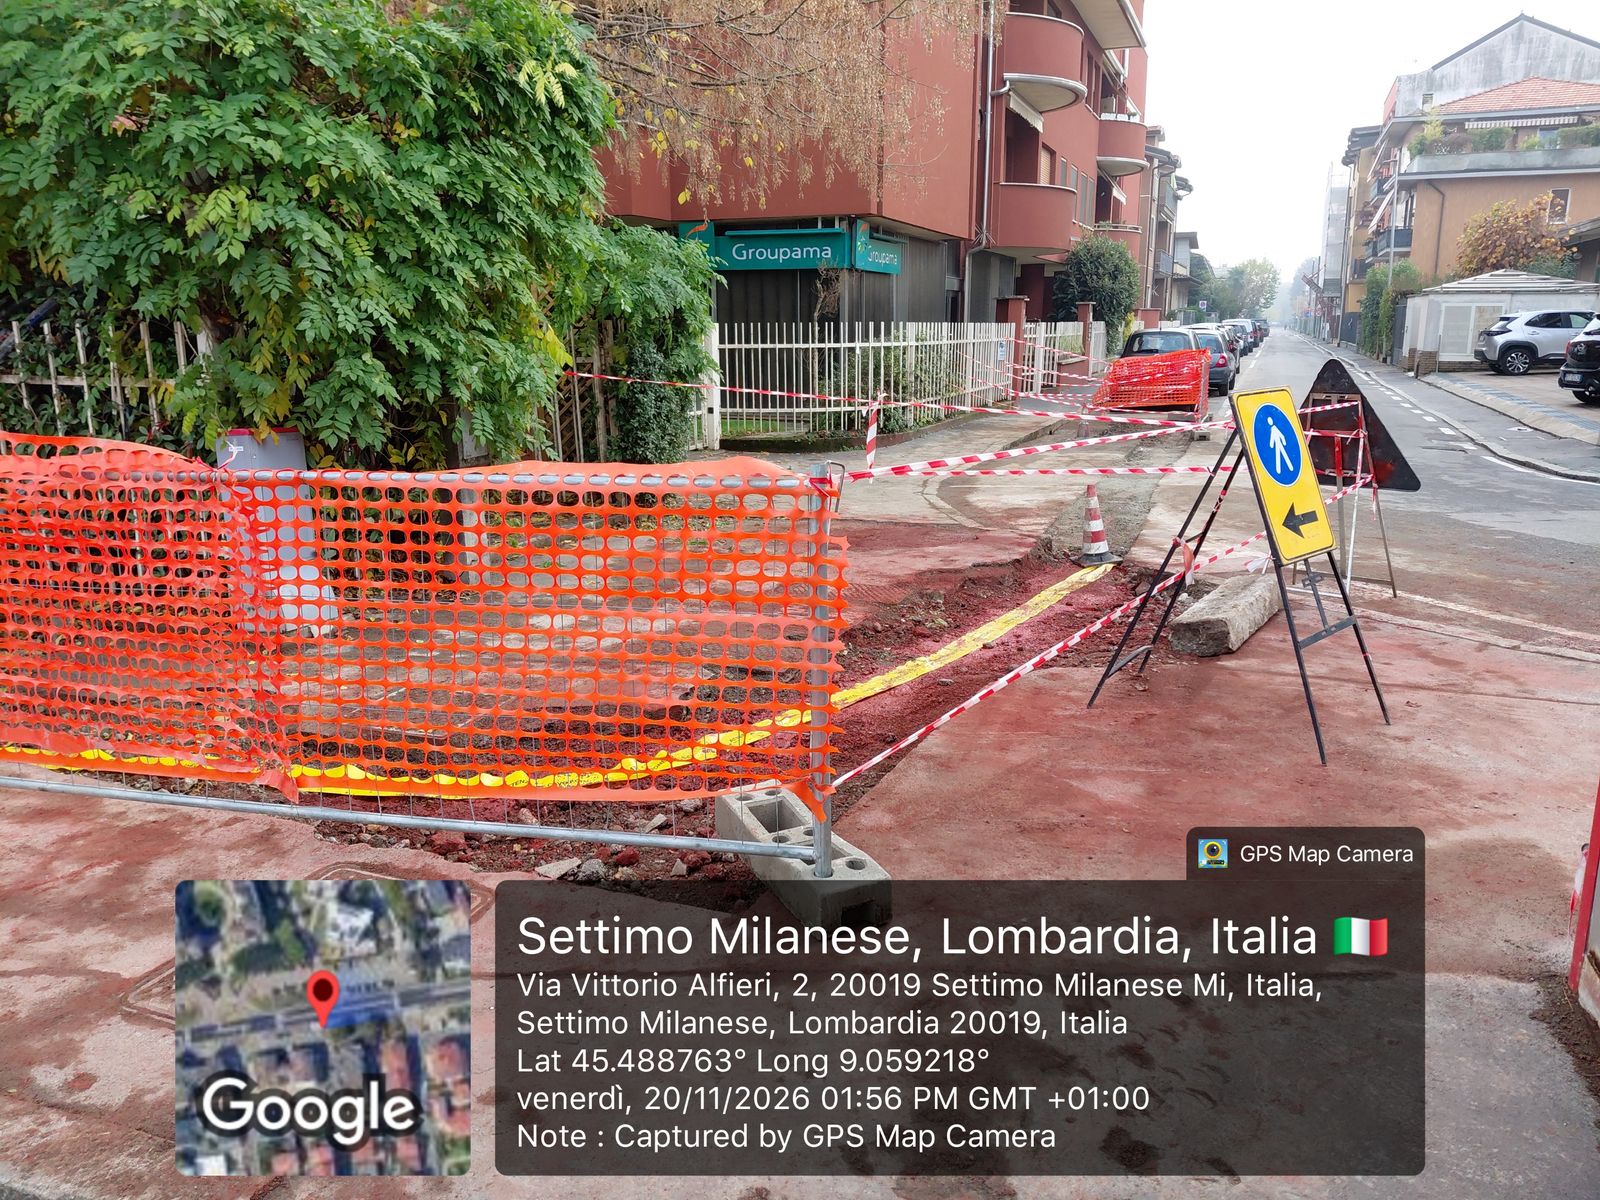 Groupama
Groupama
GPS Map Camera
Settimo Milanese, Lombardia, Italia 🇮🇹
Via Vittorio Alfieri, 2, 20019 Settimo Milanese Mi, Italia,
Settimo Milanese, Lombardia 20019, Italia
Lat 45.488763° Long 9.059218°
venerdì, 20/11/2026 01:56 PM GMT +01:00
Note : Captured by GPS Map Camera
Google